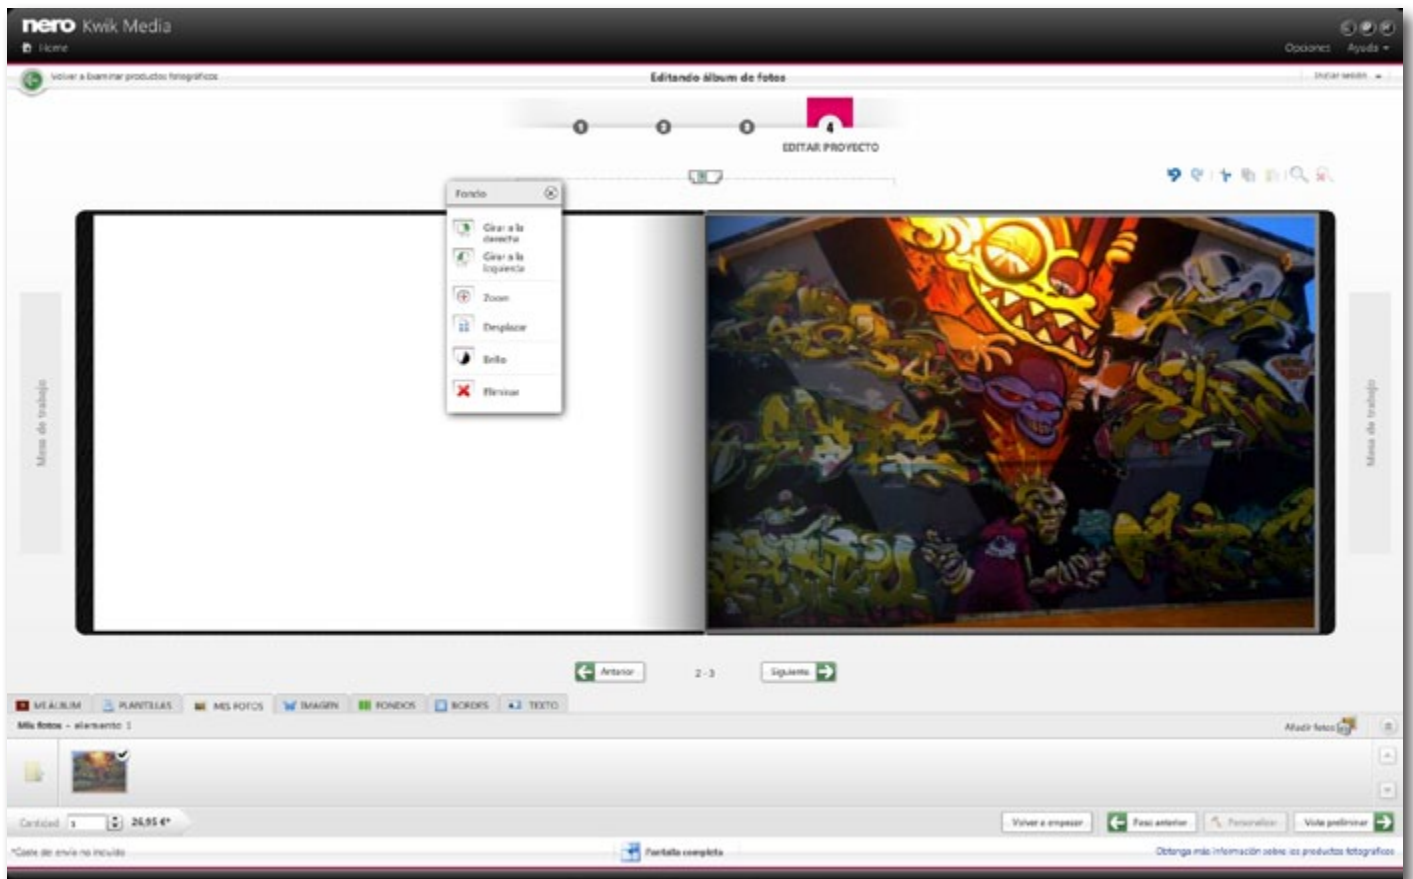 nero Kwik Media
Home
Opciones Ayuda
Volver a Examinar productos fotográficos
Editando álbum de fotos
Iniciar sesión
1 2 3 4
EDITAR PROYECTO
Fondo
Girar a la
derecha
Girar a la
izquierda
Zoom
Desplazar
Brillo
Eliminar
Mesa de trabajo
Mesa de trabajo
Anterior
2 - 3
Siguiente
MI ÁLBUM PLANTILLAS MIS FOTOS IMAGEN FONDOS BORDES TEXTO
Mis fotos - elemento 1
Añadir fotos
Cantidad 1 26,95 €*
Volver a empezar Paso anterior Personalizar Vista preliminar
*Coste de envío no incluido
Pantalla completa
Obtenga más información sobre los productos fotográficos